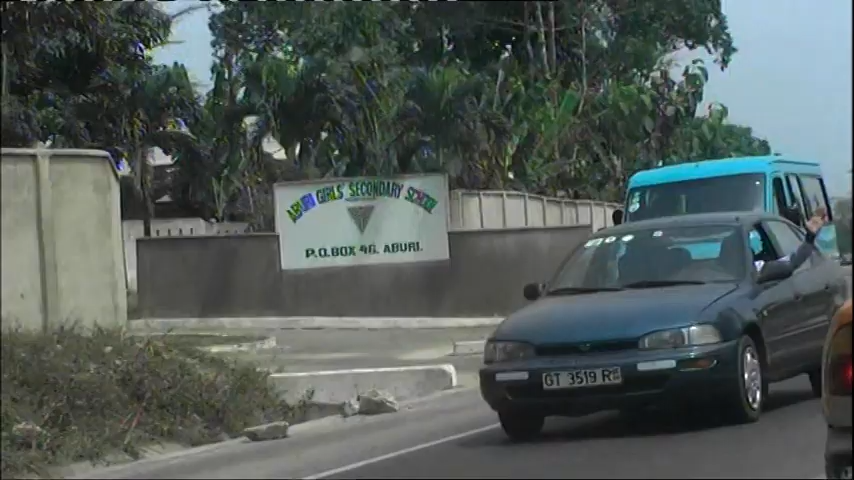 ABURI GIRLS' SECONDARY SCHOOL
P.O.BOX 46. ABURI.
GT 3519 R